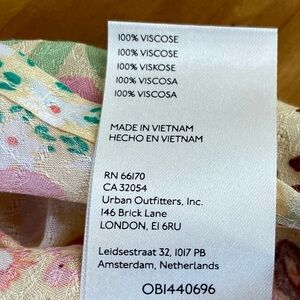 100% VISCOSE
100% VISCOSE
100% VISKOSE
100% VISCOSA
100% VISCOSA
MADE IN VIETNAM
HECHO EN VIETNAM
RN 66170
CA 32054
Urban Outfitters, Inc.
146 Brick Lane
LONDON, E1 6RU
Leidsestraat 32, 1017 PB
Amsterdam, Netherlands
OB1440696